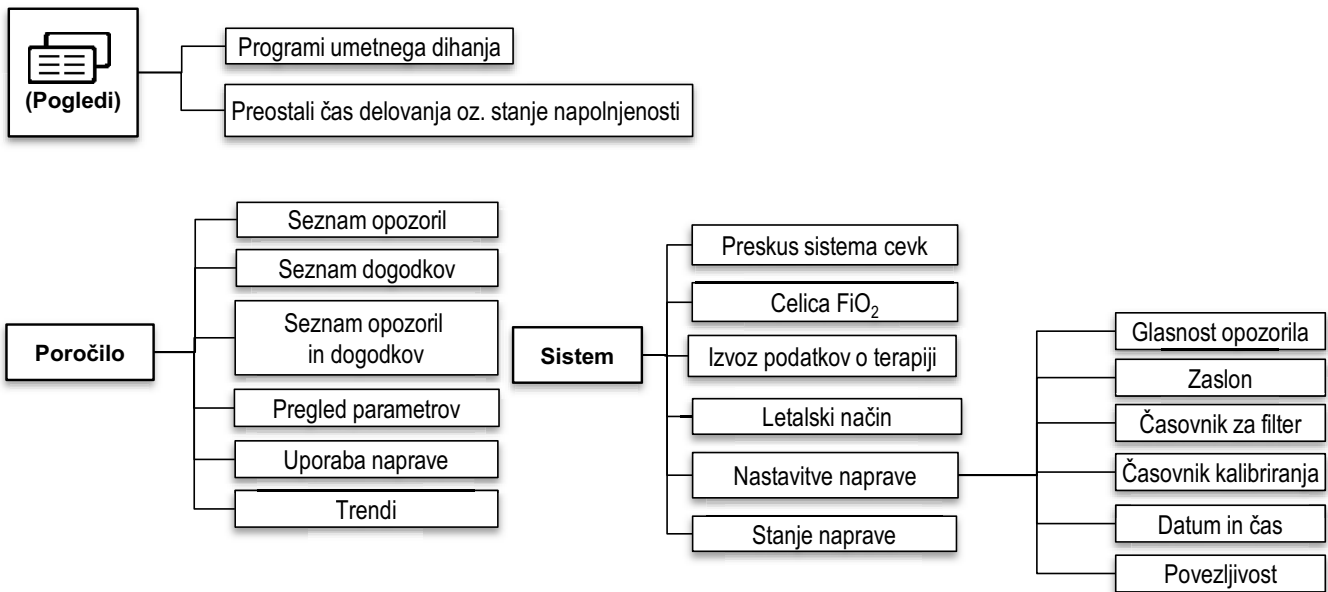 (Pogledi)
Programi umetnega dihanja
Preostali čas delovanja oz. stanje napolnjenosti
Poročilo
Seznam opozoril
Seznam dogodkov
Seznam opozoril
in dogodkov
Pregled parametrov
Uporaba naprave
Trendi
Sistem
Preskus sistema cevk
Celica FiO₂
Izvoz podatkov o terapiji
Letalski način
Nastavitve naprave
Stanje naprave
Glasnost opozorila
Zaslon
Časovnik za filter
Časovnik kalibriranja
Datum in čas
Povezljivost